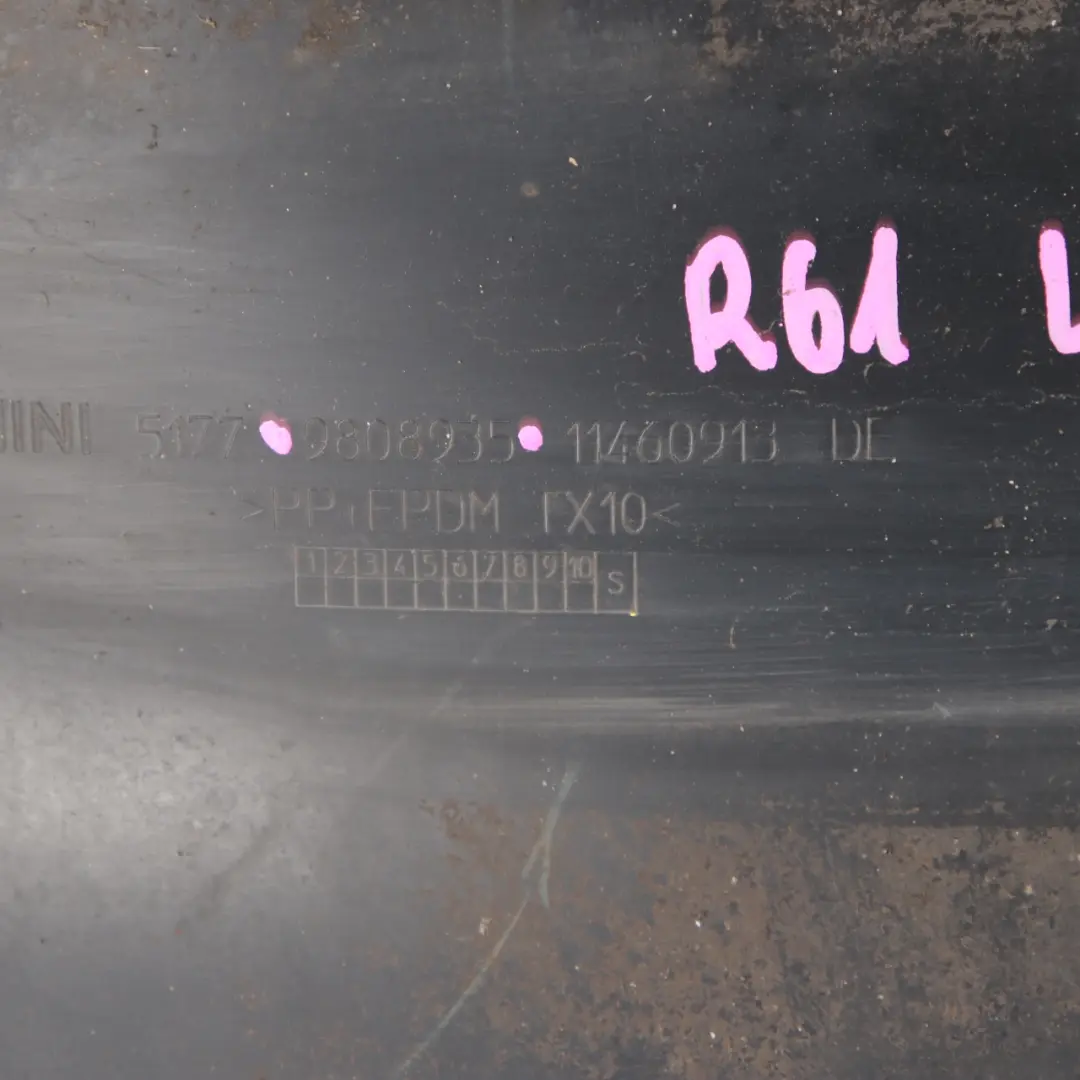 R61 L
MINI 5177 9808935 11460913 DE
>PP+EPDM TX10<
1 2 3 4 5 6 7 8 9 10 S